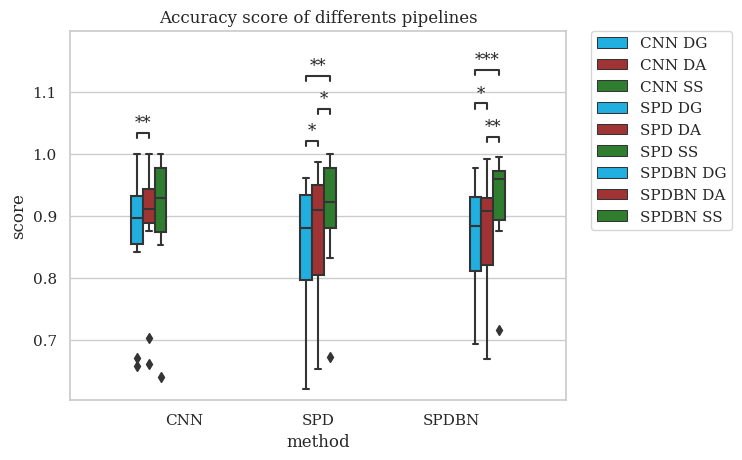 Accuracy score of differents pipelines
score
1.1
1.0
0.9
0.8
0.7
**
*
**
*
***
*
**
CNN
SPD
SPDBN
method
CNN DG
CNN DA
CNN SS
SPD DG
SPD DA
SPD SS
SPDBN DG
SPDBN DA
SPDBN SS